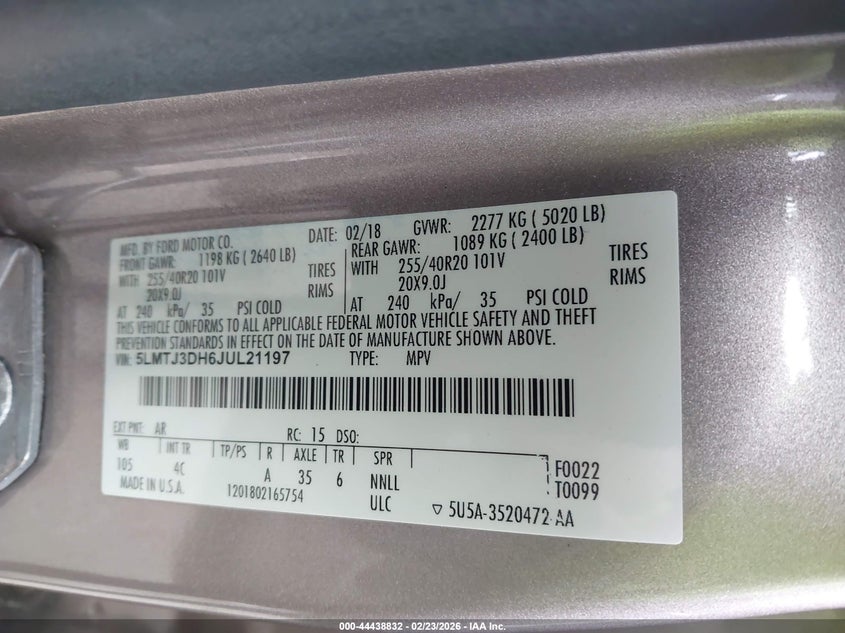 MFD. BY FORD MOTOR CO. DATE: 02/18 GVWR: 2277 KG ( 5020 LB)
FRONT GAWR: 1198 KG ( 2640 LB) REAR GAWR: 1089 KG ( 2400 LB)
WITH 255/40R20 101V TIRES WITH 255/40R20 101V TIRES
20X9.0J RIMS 20X9.0J RIMS
AT 240 kPa/ 35 PSI COLD AT 240 kPa/ 35 PSI COLD
THIS VEHICLE CONFORMS TO ALL APPLICABLE FEDERAL MOTOR VEHICLE SAFETY AND THEFT
PREVENTION STANDARDS IN EFFECT ON THE DATE OF MANUFACTURE SHOWN ABOVE.
VIN: 5LMTJ3DH6JUL21197 TYPE: MPV
EXT PNT: AR RC: 15 DSO:
WB INT TR TP/PS R AXLE TR SPR
105 4C A 35 6 NNLL F0022
MADE IN U.S.A. 1201802165754 ULC T0099
▽ 5U5A-3520472-AA
000-44438832 - 02/23/2026 - IAA Inc.